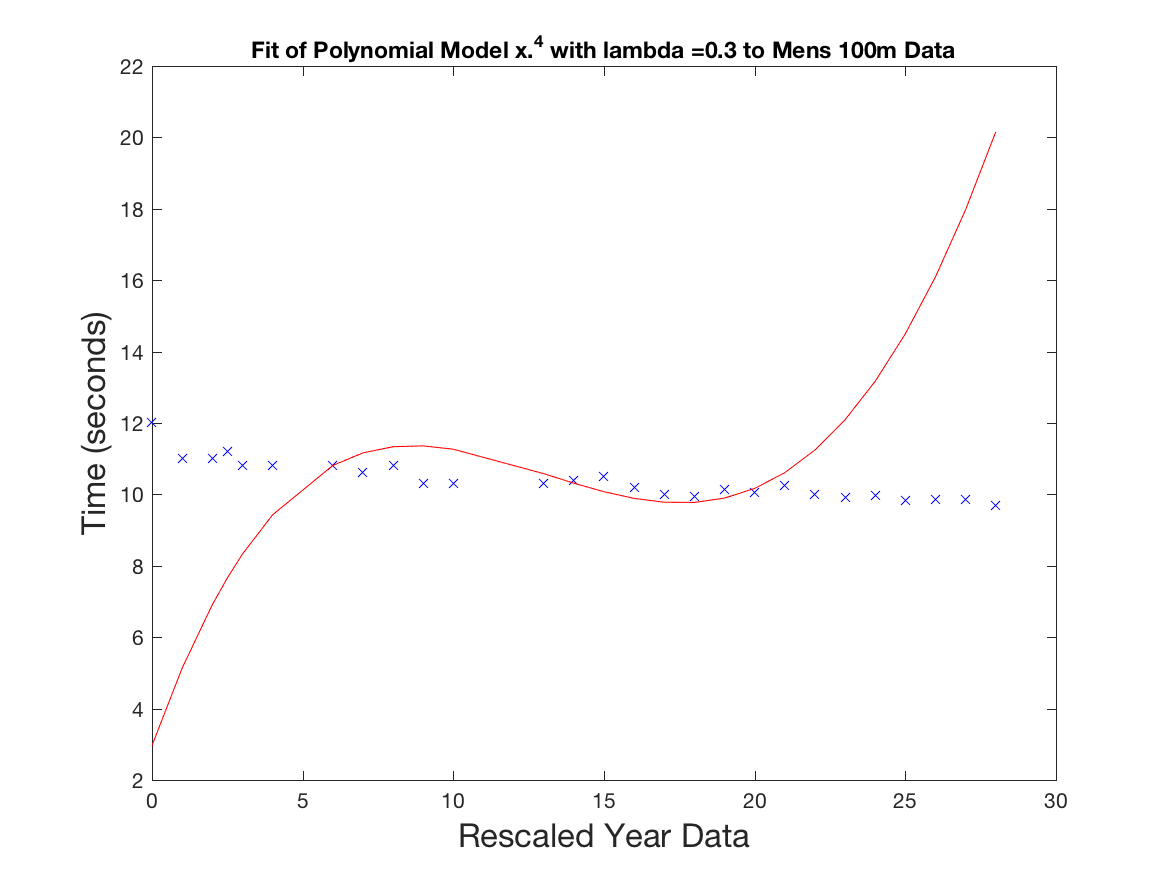 Fit of Polynomial Model x.⁴ with lambda =0.3 to Mens 100m Data
22
20
18
16
14
12
10
8
6
4
2
Time (seconds)
0 5 10 15 20 25 30
Rescaled Year Data